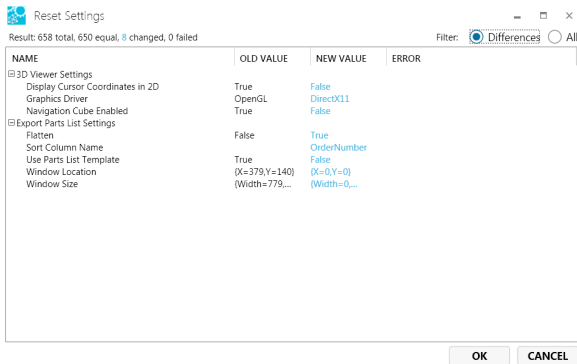 Reset Settings
Result: 658 total, 650 equal, 8 changed, 0 failed Filter: Differences All
NAME OLD VALUE NEW VALUE ERROR
3D Viewer Settings
Display Cursor Coordinates in 2D True False
Graphics Driver OpenGL DirectX11
Navigation Cube Enabled True False
Export Parts List Settings
Flatten False True
Sort Column Name OrderNumber
Use Parts List Template True False
Window Location {X=379,Y=140} {X=0,Y=0}
Window Size {Width=779,... {Width=0,...
OK CANCEL